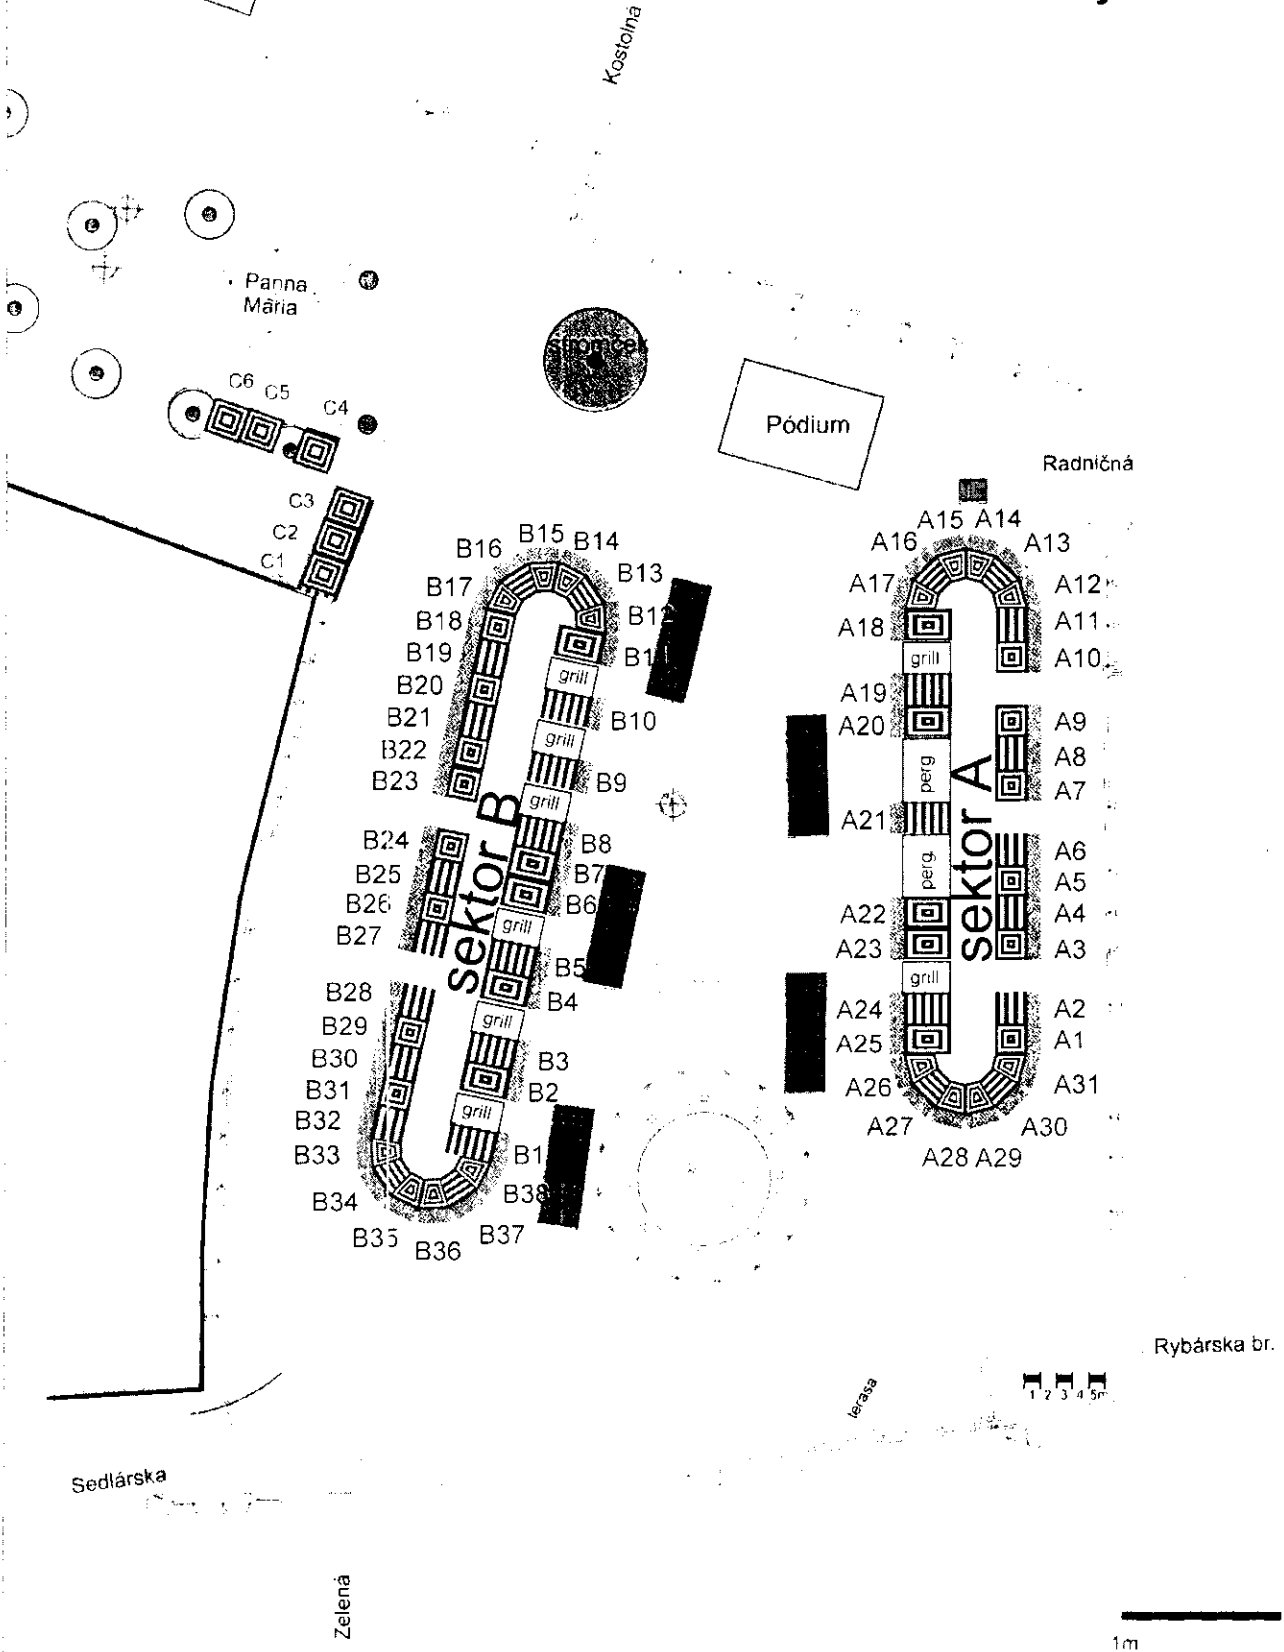 Kostolná
Panna
Mária
stromček
Pódium
Radničná
C6 C5
C4
C3
C2
C1
B16 B15 B14
B17 B13
B18 B12
B19
B20 B10
B21
B22 B9
B23
B24 B8
B25 B7
B26 B6
B27
B28 B5
B29 B4
B30 B3
B31 B2
B32
B33 B1
B34 B38
B35 B36 B37
grill
grill
grill
grill
grill
grill
sektor B
A15 A14
A16 A13
A17 A12
A18 A11
grill A10
A19
A20 A9
perg A8
A7
A21
perg. A6
A5
A22 A4
A23 A3
grill
A24 A2
A25 A1
A26 A31
A27 A30
A28 A29
sektor A
Rybárska br.
1 2 3 4 5m
terasa
Sedlárska
Zelená
1m